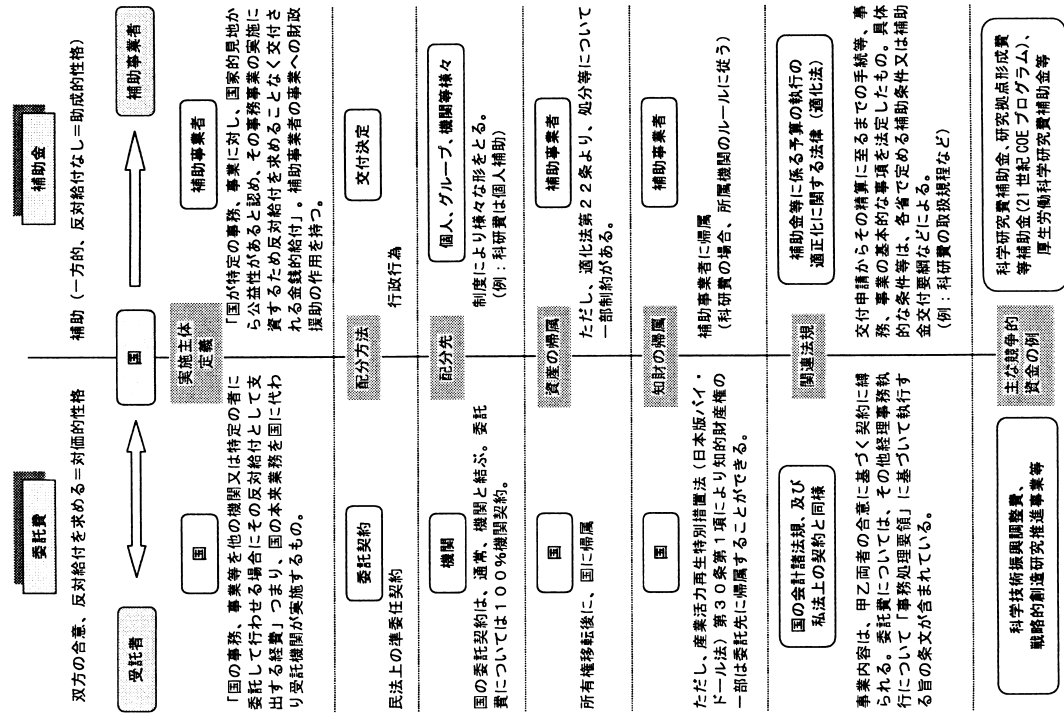 委託費
双方の合意、反対給付を求める＝対価的性格
受託者
国
補助金
補助（一方的、反対給付なし＝助成的性格
補助事業者
実施主体
定義
国
「国の事務、事業等を他の機関又は特定の者に
委託して行わせる場合にその反対給付として支
出する経費」つまり、国の本来業務を国に代わ
り受託機関が実施するもの。
補助事業者
「国が特定の事務、事業に対し、国家的見地か
ら公益性があると認め、その事務事業の実施に
資するため反対給付を求めることなく交付さ
れる金銭的給付」。補助事業者の事業への財政
援助の作用を持つ。
配分方法
委託契約
民法上の準委任契約
交付決定
行政行為
配分先
機関
国の委託契約は、通常、機関と結ぶ。委託
費については１００％機関契約。
個人、グループ、機関等様々
制度により様々な形をとる。
(例：科研費は個人補助)
資産の帰属
国
所有権移転後に、国に帰属
補助事業者
ただし、適化法第２２条より、処分等について
一部制約がある。
知財の帰属
国
ただし、産業活力再生特別措置法（日本版バイ・
ドール法）第３０条第１項により知的財産権の
一部は委託先に帰属することができる。
補助事業者
補助事業者に帰属
(科研費の場合、所属機関のルールに従う)
関連法規
国の会計諸法規、及び
私法上の契約と同様
事業内容は、甲乙両者の合意に基づく契約に縛
られる。委託費については、その他経理事務執
行について「事務処理要領」に基づいて執行す
る旨の条文が含まれている。
補助金等に係る予算の執行の
適正化に関する法律（適化法）
交付申請からその精算に至るまでの手続等、事
務、事業の基本的な事項を法定したもの。具体
的な条件等は、各省で定める補助条件又は補助
金交付要綱などによる。
(例：科研費の取扱規程など)
主な競争的
資金の例
科学技術振興調整費、
戦略的創造研究推進事業等
科学研究費補助金、研究拠点形成費
等補助金(21 世紀 COE プログラム)、
厚生労働科学研究費補助金等